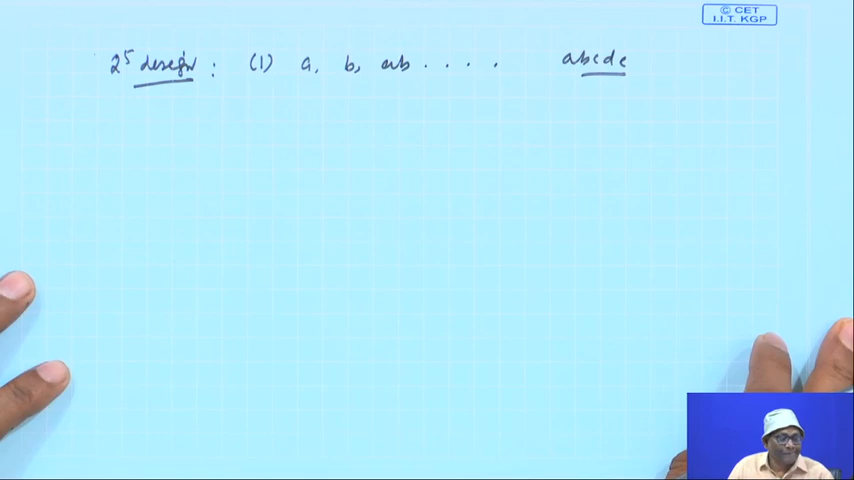 © CET
I.I.T. KGP
2⁵ design : (1) a, b, ab . . . . abcde